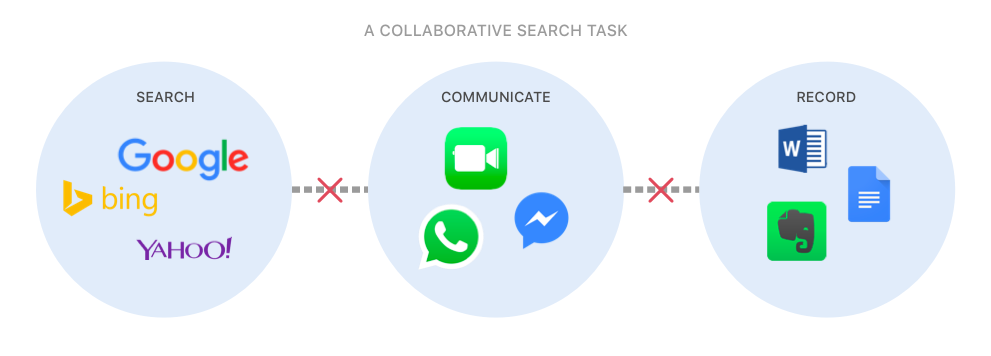 A COLLABORATIVE SEARCH TASK
SEARCH
COMMUNICATE
RECORD
Google
bing
YAHOO!
W